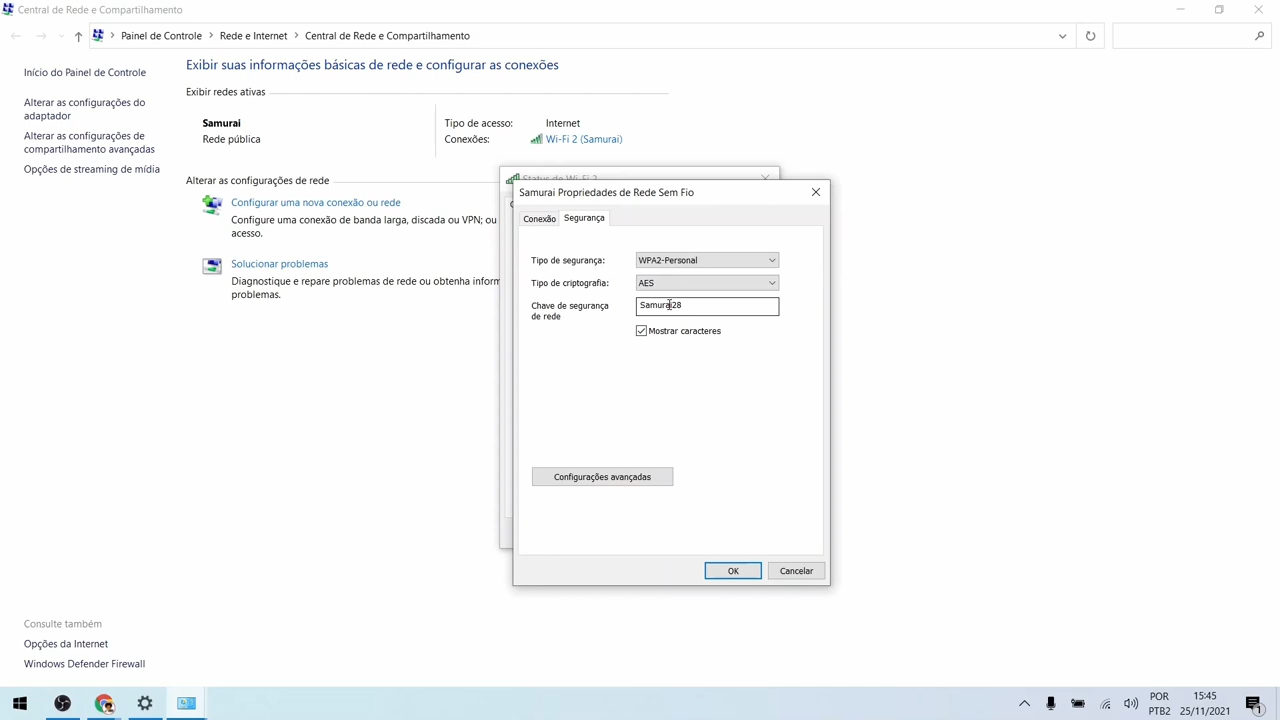 Central de Rede e Compartilhamento
Painel de Controle
Rede e Internet
Central de Rede e Compartilhamento
Início do Painel de Controle
Alterar as configurações do
adaptador
Alterar as configurações de
compartilhamento avançadas
Opções de streaming de mídia
Exibir suas informações básicas de rede e configurar as conexões
Exibir redes ativas
Samurai
Rede pública
Tipo de acesso:
Internet
Conexões:
Wi-Fi 2 (Samurai)
Alterar as configurações de rede
Configurar uma nova conexão ou rede
Configure uma conexão de banda larga, discada ou VPN; ou
acesso.
Solucionar problemas
Diagnostique e repare problemas de rede ou obtenha inform
problemas.
Status de Wi-Fi 2
Samurai Propriedades de Rede Sem Fio
Conexão
Segurança
Tipo de segurança:
WPA2-Personal
Tipo de criptografia:
AES
Chave de segurança
de rede
Samurai28
Mostrar caracteres
Configurações avançadas
OK
Cancelar
Consulte também
Opções da Internet
Windows Defender Firewall
POR
PTB2
15:45
25/11/2021
1